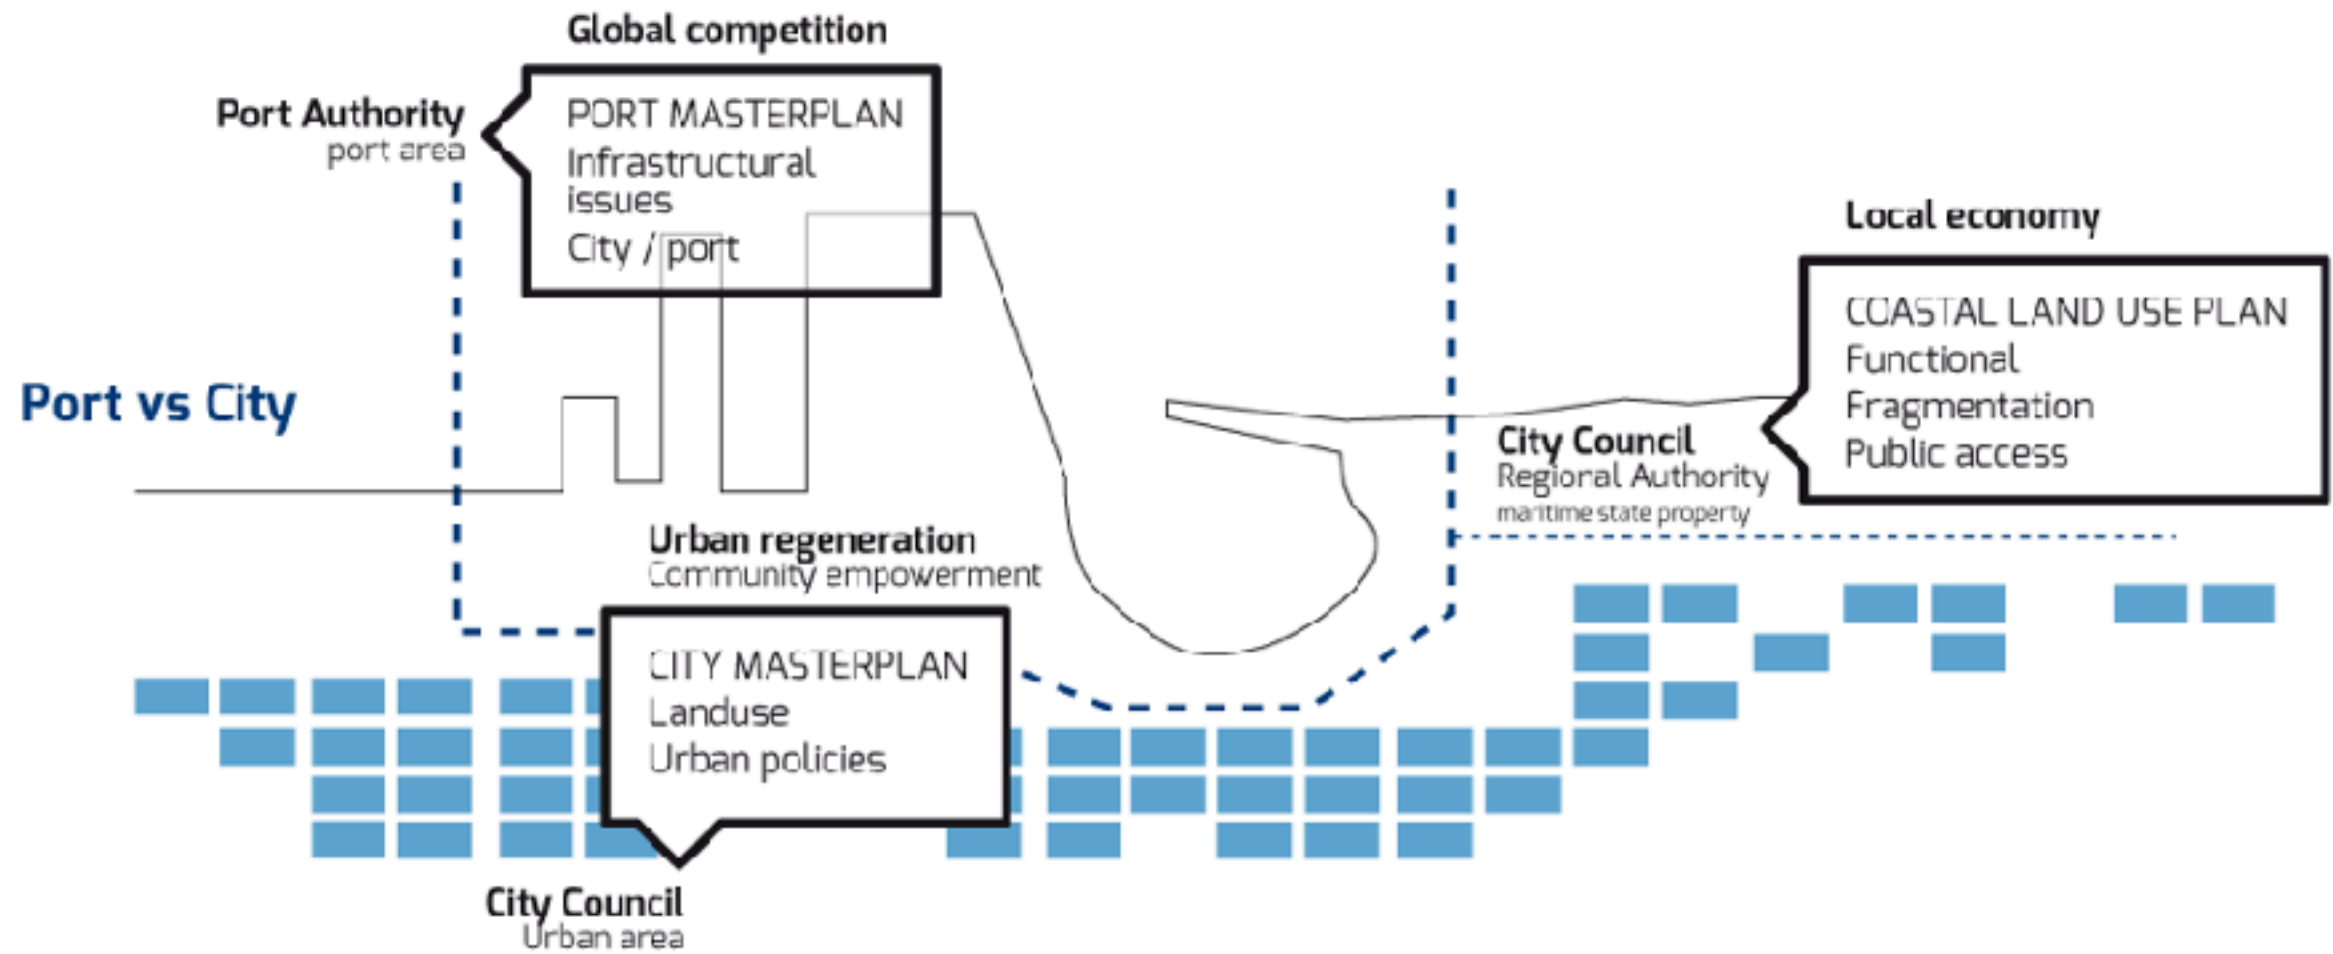 Global competition
Port Authority
port area
PORT MASTERPLAN
Infrastructural
issues
City / port
Port vs City
Local economy
COASTAL LAND USE PLAN
Functional
Fragmentation
Public access
City Council
Regional Authority
maritime state property
Urban regeneration
Community empowerment
CITY MASTERPLAN
Landuse
Urban policies
City Council
Urban area